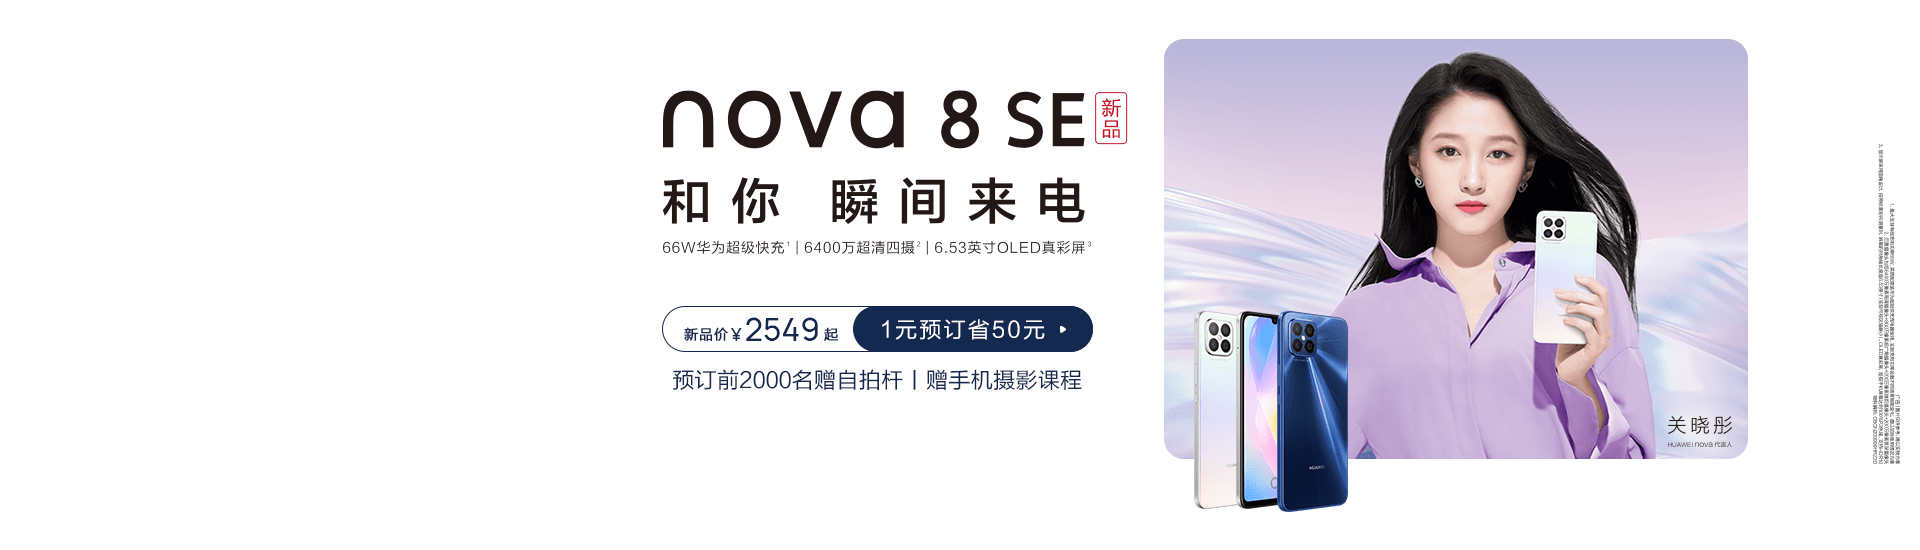 nova 8 SE 新品
和你 瞬间来电
66W华为超级快充¹ | 6400万超清四摄² | 6.53英寸OLED真彩屏³
新品价¥2549起 1元预订省50元
预订前2000名赠自拍杆丨赠手机摄影课程
关晓彤
HUAWEI nova 代言人
HUAWEI